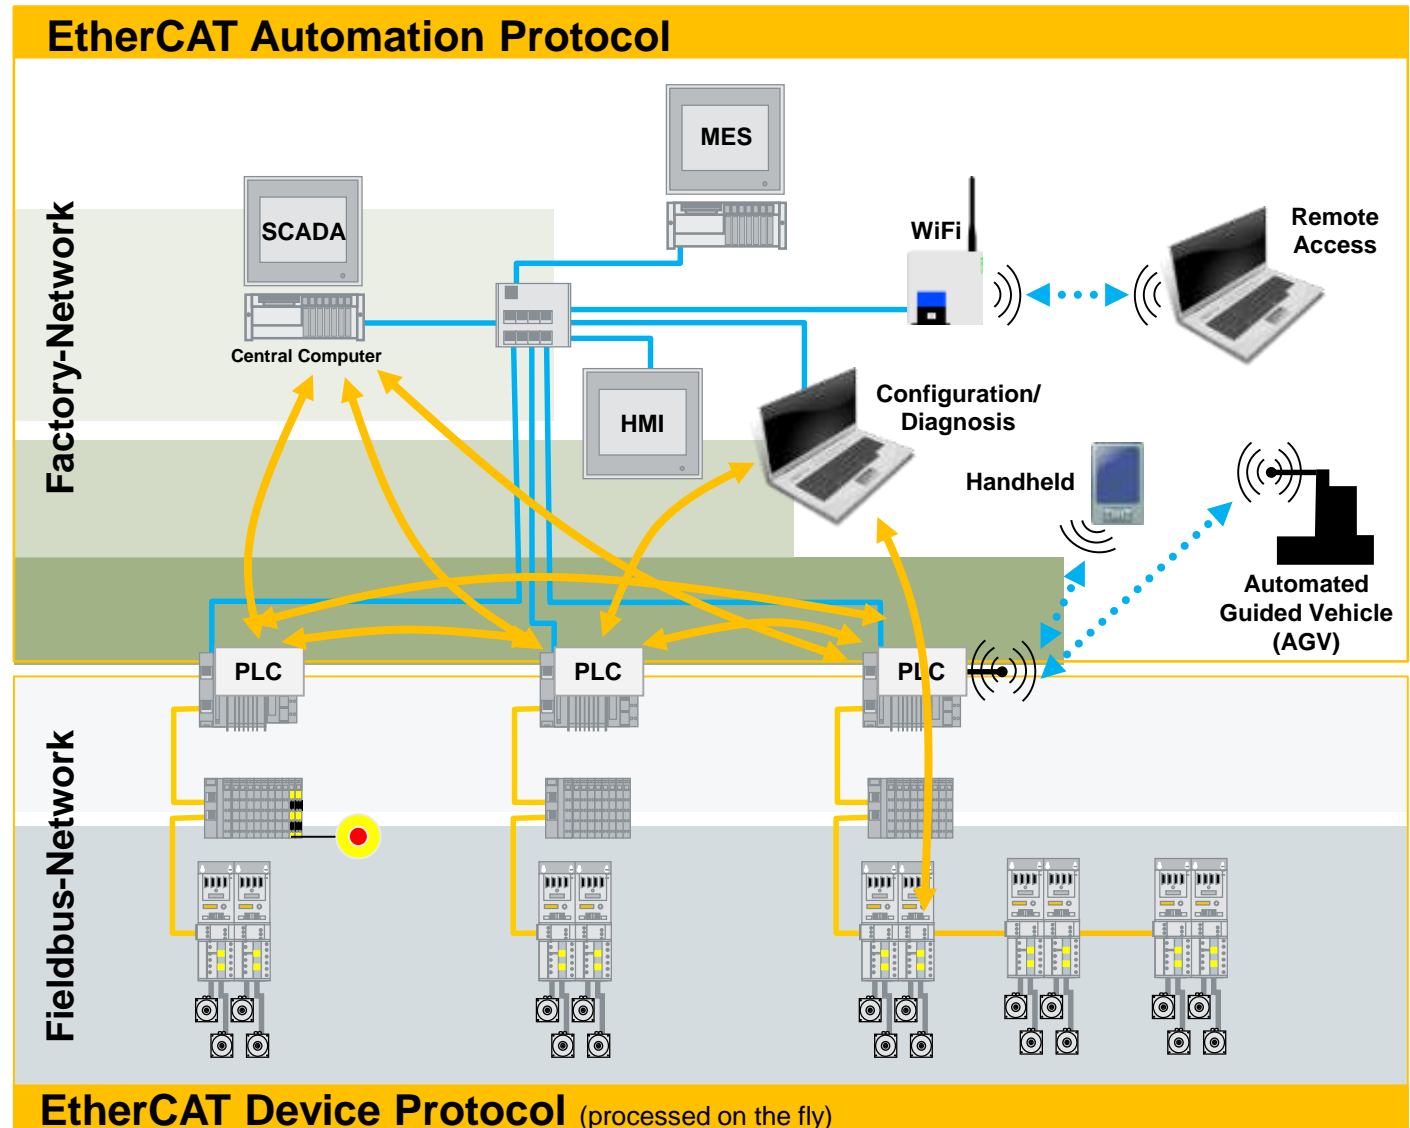 EtherCAT Automation Protocol
MES
SCADA
WiFi
Remote
Access
Central Computer
Factory-Network
HMI
Configuration/
Diagnosis
Handheld
Automated
Guided Vehicle
(AGV)
PLC
PLC
PLC
Fieldbus-Network
EtherCAT Device Protocol (processed on the fly)